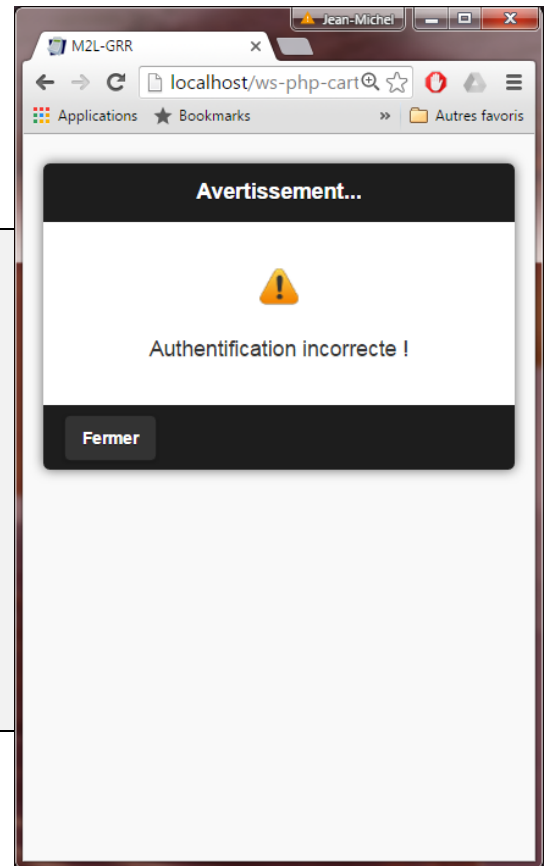 Jean-Michel
M2L-GRR
localhost/ws-php-cart
Applications Bookmarks » Autres favoris
Avertissement...
Authentification incorrecte !
Fermer